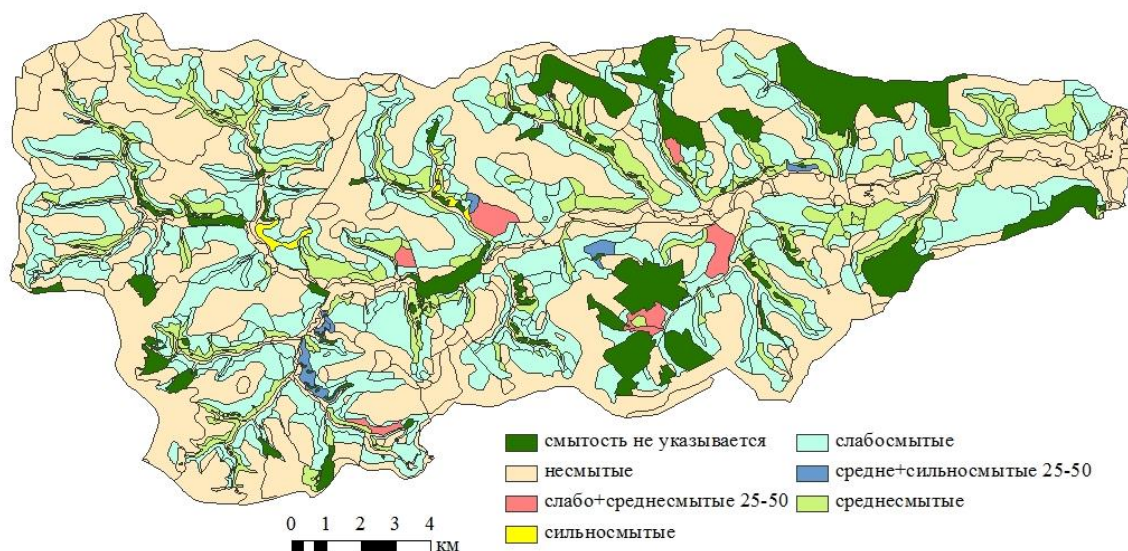 смытость не указывается
несмытые
слабо+среднесмытые 25-50
сильносмытые
слабосмытые
средне+сильносмытые 25-50
среднесмытые
0 1 2 3 4
км